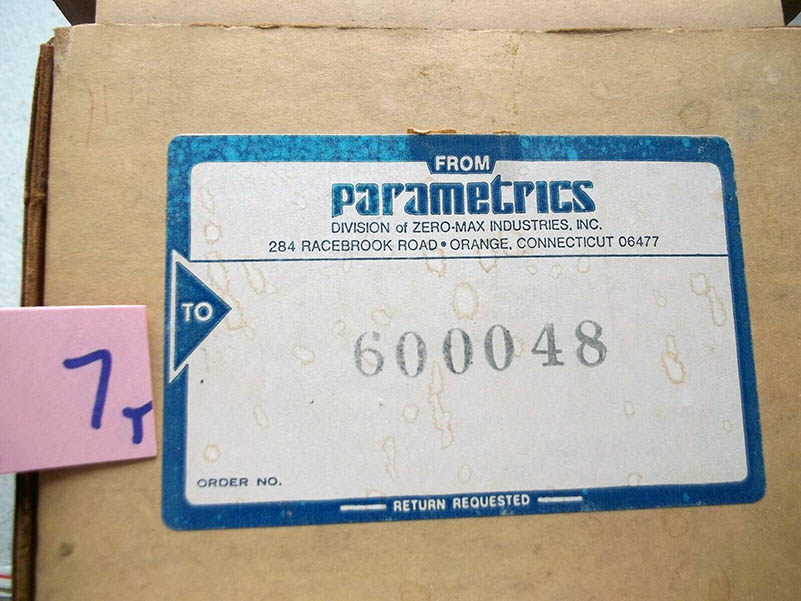 FROM
parametrics
DIVISION of ZERO-MAX INDUSTRIES, INC.
284 RACEBROOK ROAD • ORANGE, CONNECTICUT 06477
TO
600048
7T
ORDER NO.
RETURN REQUESTED